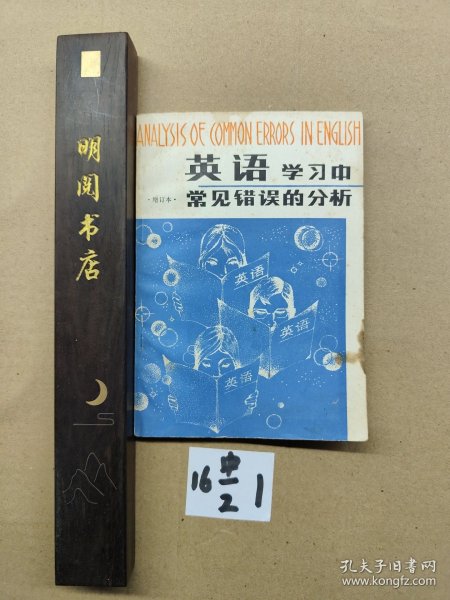 明阅书店
ANALYSIS OF COMMON ERRORS IN ENGLISH
英语 学习中
·增订本·
常见错误的分析
英语
英语
英语
16 中/2 1
孔夫子旧书网
www.kongfz.com